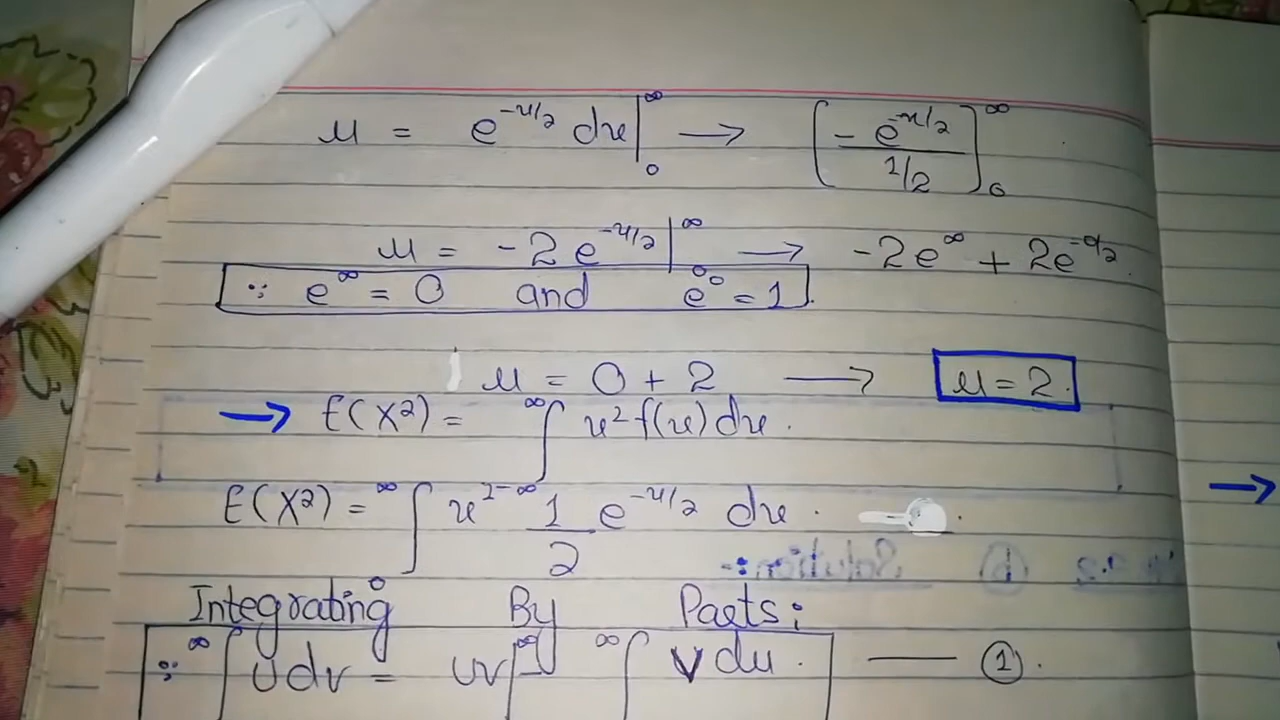 μ = e^{-x/2} dx |_0^∞ → [ - e^{-x/2} / 1/2 ]_0^∞
μ = -2 e^{-x/2} |_0^∞ → -2e^∞ + 2e^{-0/2}
∵ e^∞ = 0 and e^0 = 1.
μ = 0 + 2 → μ = 2.
→ E(X²) = ∞∫ x² f(x) dx.
E(X²) = ∞∫ x^{2-∞} 1/2 e^{-x/2} dx.
Integrating By Parts:
∵ ∞∫_0 U dv = uv|_0^∞ - ∞∫ v du. —— ①.